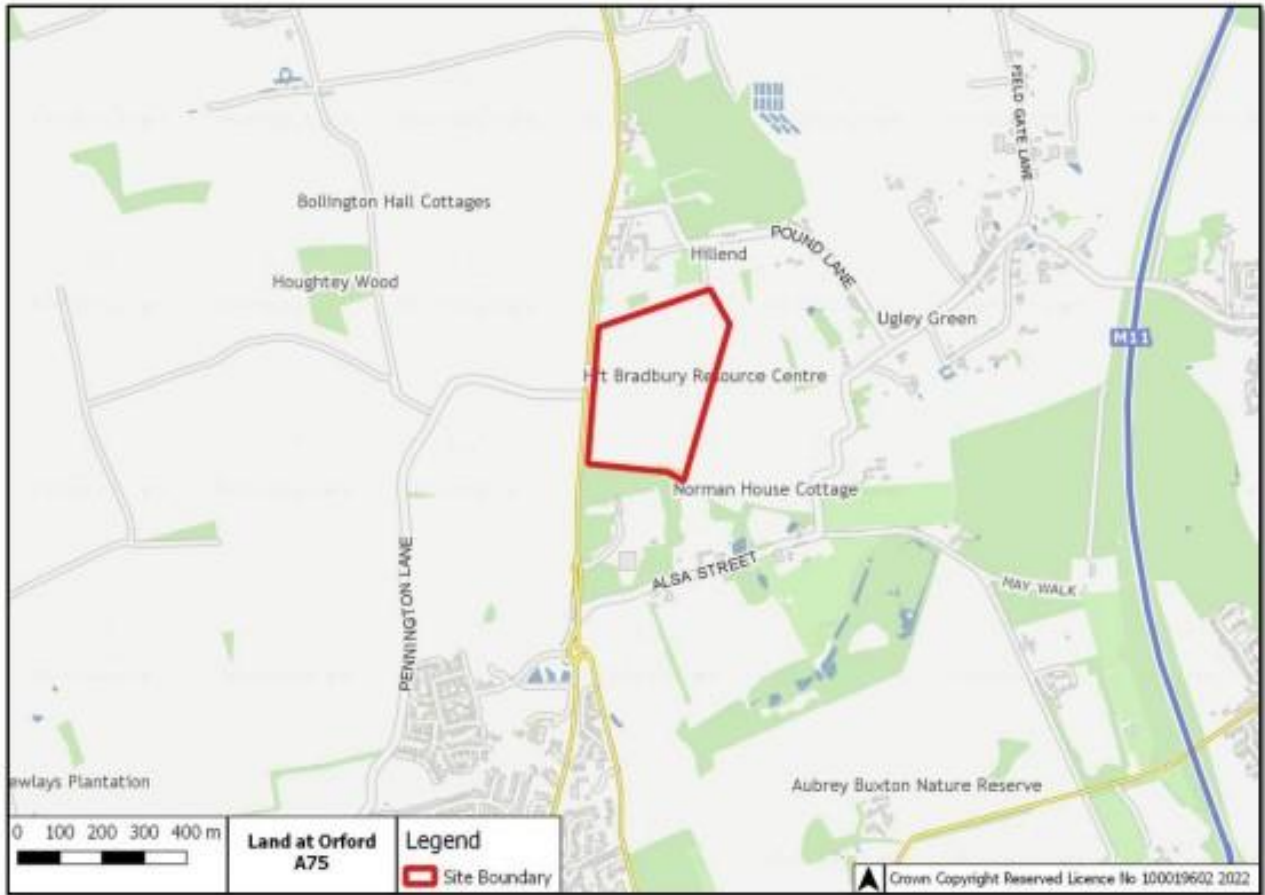 FIELD GATE LANE
Bollington Hall Cottages
POUND LANE
Hillend
Houghtey Wood
Ugley Green
M11
Hft Bradbury Resource Centre
Norman House Cottage
ALSA STREET
MAY WALK
PENNINGTON LANE
ewlays Plantation
Aubrey Buxton Nature Reserve
0 100 200 300 400 m
Land at Orford
A75
Legend
Site Boundary
Crown Copyright Reserved Licence No 100019602 2022